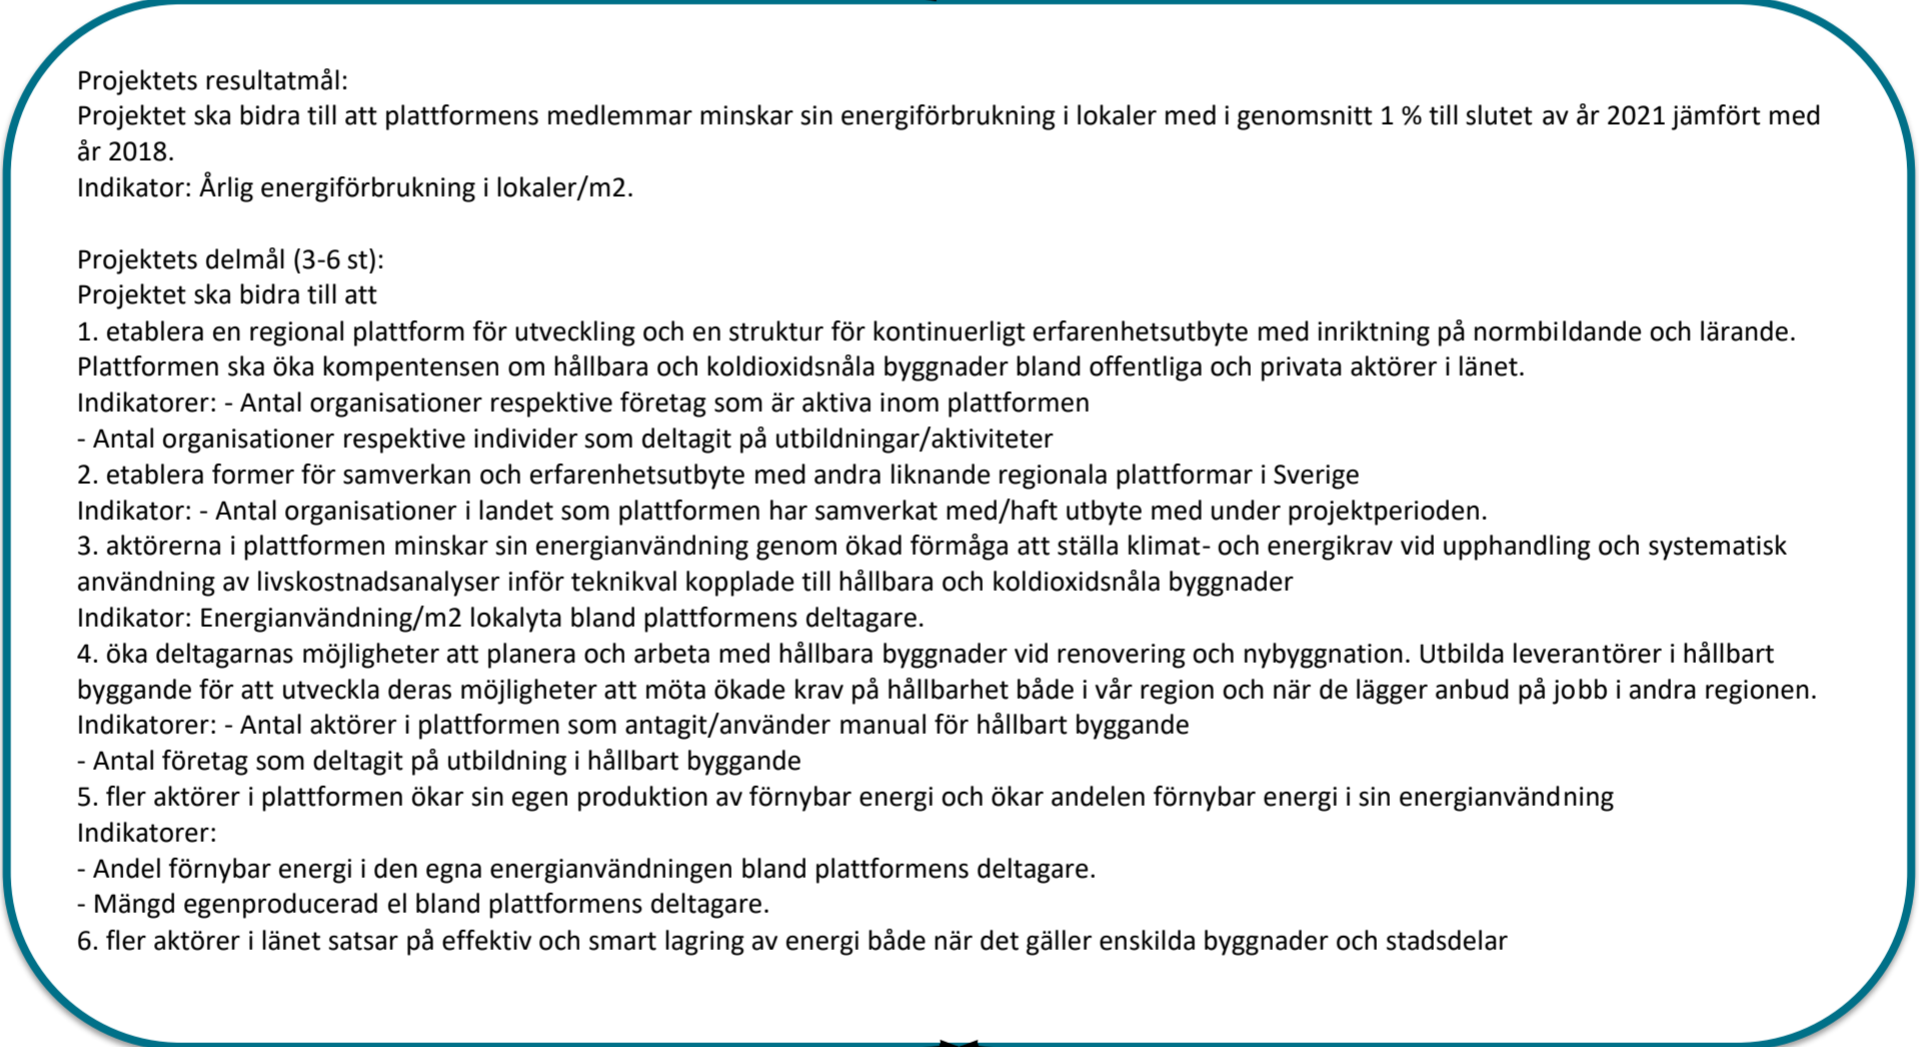 Projektets resultatmål:
Projektet ska bidra till att plattformens medlemmar minskar sin energiförbrukning i lokaler med i genomsnitt 1 % till slutet av år 2021 jämfört med
år 2018.
Indikator: Årlig energiförbrukning i lokaler/m2.
Projektets delmål (3-6 st):
Projektet ska bidra till att
1. etablera en regional plattform för utveckling och en struktur för kontinuerligt erfarenhetsutbyte med inriktning på normbildande och lärande.
Plattformen ska öka kompentensen om hållbara och koldioxidsnåla byggnader bland offentliga och privata aktörer i länet.
Indikatorer: - Antal organisationer respektive företag som är aktiva inom plattformen
- Antal organisationer respektive individer som deltagit på utbildningar/aktiviteter
2. etablera former för samverkan och erfarenhetsutbyte med andra liknande regionala plattformar i Sverige
Indikator: - Antal organisationer i landet som plattformen har samverkat med/haft utbyte med under projektperioden.
3. aktörerna i plattformen minskar sin energianvändning genom ökad förmåga att ställa klimat- och energikrav vid upphandling och systematisk
användning av livskostnadsanalyser inför teknikval kopplade till hållbara och koldioxidsnåla byggnader
Indikator: Energianvändning/m2 lokalyta bland plattformens deltagare.
4. öka deltagarnas möjligheter att planera och arbeta med hållbara byggnader vid renovering och nybyggnation. Utbilda leverantörer i hållbart
byggande för att utveckla deras möjligheter att möta ökade krav på hållbarhet både i vår region och när de lägger anbud på jobb i andra regionen.
Indikatorer: - Antal aktörer i plattformen som antagit/använder manual för hållbart byggande
- Antal företag som deltagit på utbildning i hållbart byggande
5. fler aktörer i plattformen ökar sin egen produktion av förnybar energi och ökar andelen förnybar energi i sin energianvändning
Indikatorer:
- Andel förnybar energi i den egna energianvändningen bland plattformens deltagare.
- Mängd egenproducerad el bland plattformens deltagare.
6. fler aktörer i länet satsar på effektiv och smart lagring av energi både när det gäller enskilda byggnader och stadsdelar